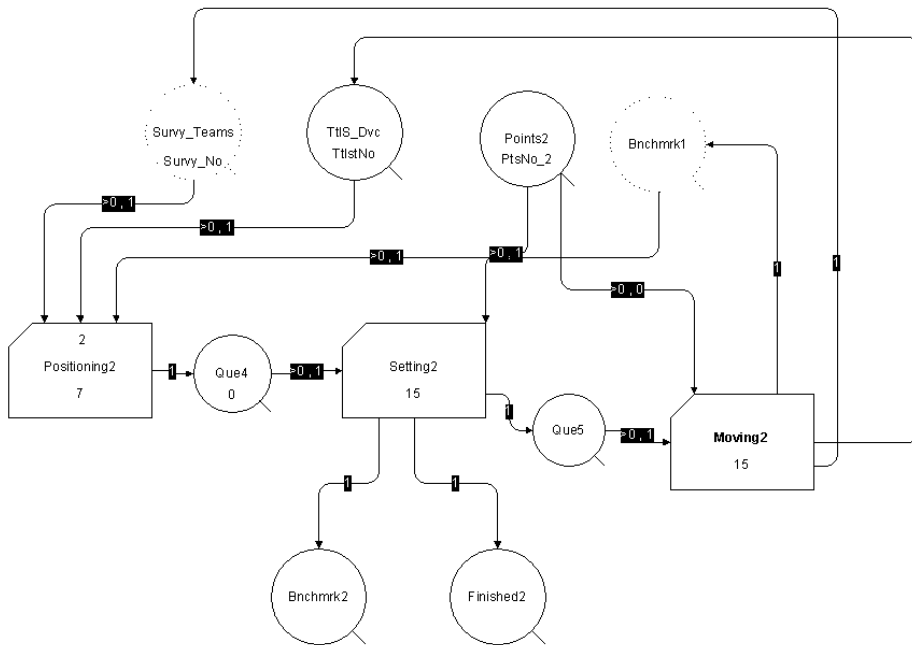 Survy_Teams
Survy_No
TtlS_Dvc
TtlstNo
Points2
PtsNo_2
Bnchmrk1
>0,1
>0,1
>0,1
>0,1
>0,0
1
1
2
Positioning2
7
1
Que4
0
>0,1
Setting2
15
1
Que5
>0,1
Moving2
15
1
1
Bnchmrk2
Finished2